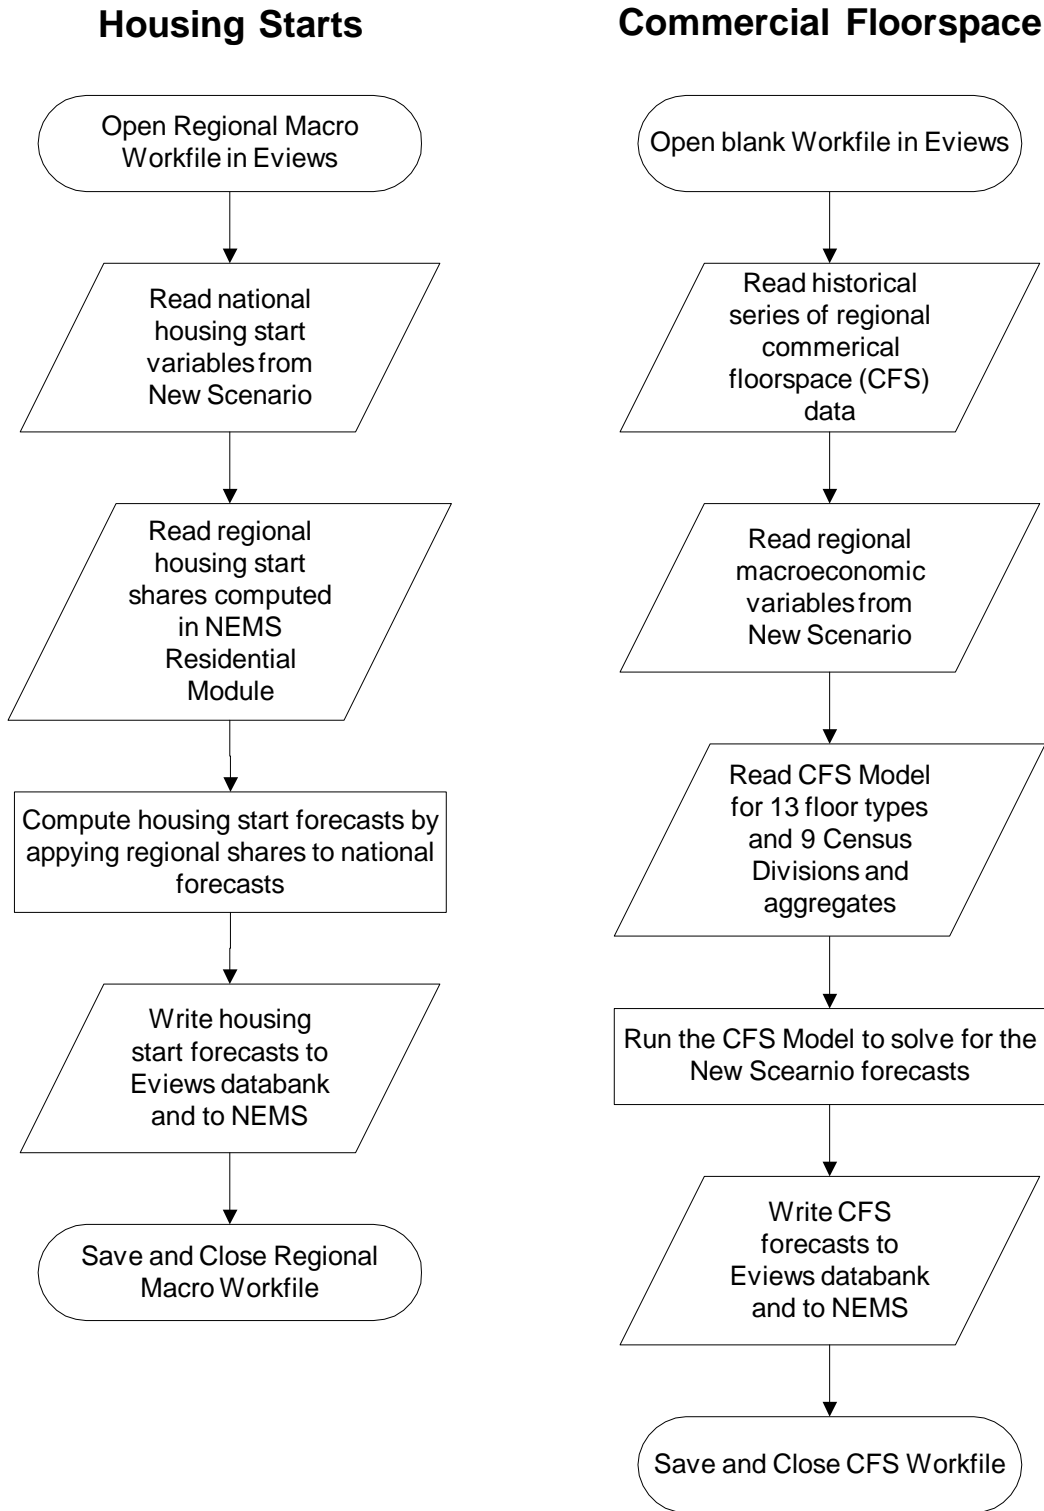 Housing Starts
Open Regional Macro
Workfile in Eviews
Read national
housing start
variables from
New Scenario
Read regional
housing start
shares computed
in NEMS
Residential
Module
Compute housing start forecasts by
appying regional shares to national
forecasts
Write housing
start forecasts to
Eviews databank
and to NEMS
Save and Close Regional
Macro Workfile
Commercial Floorspace
Open blank Workfile in Eviews
Read historical
series of regional
commerical
floorspace (CFS)
data
Read regional
macroeconomic
variables from
New Scenario
Read CFS Model
for 13 floor types
and 9 Census
Divisions and
aggregates
Run the CFS Model to solve for the
New Scearnio forecasts
Write CFS
forecasts to
Eviews databank
and to NEMS
Save and Close CFS Workfile